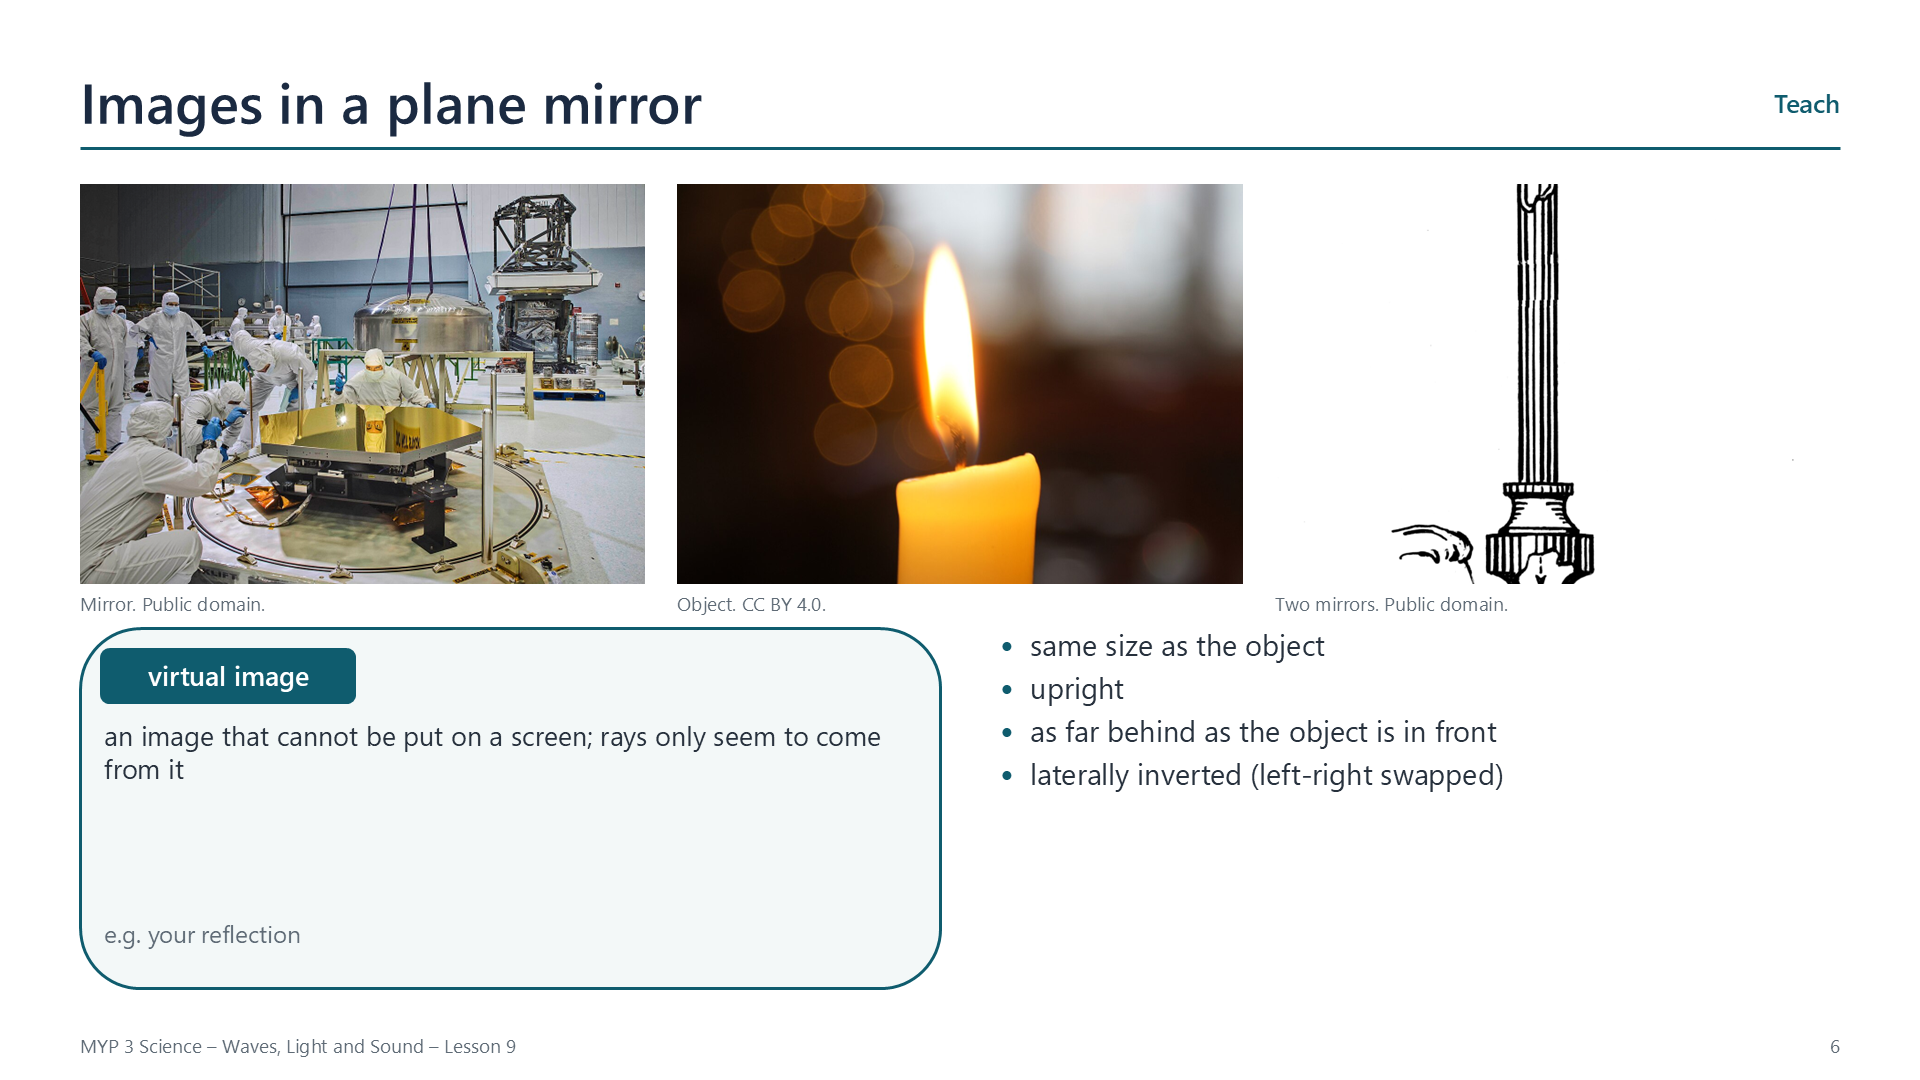 Images in a plane mirror
Teach
Mirror. Public domain.
Object. CC BY 4.0.
Two mirrors. Public domain.
virtual image
an image that cannot be put on a screen; rays only seem to come
from it
e.g. your reflection
• same size as the object
• upright
• as far behind as the object is in front
• laterally inverted (left-right swapped)
MYP 3 Science – Waves, Light and Sound – Lesson 9
6